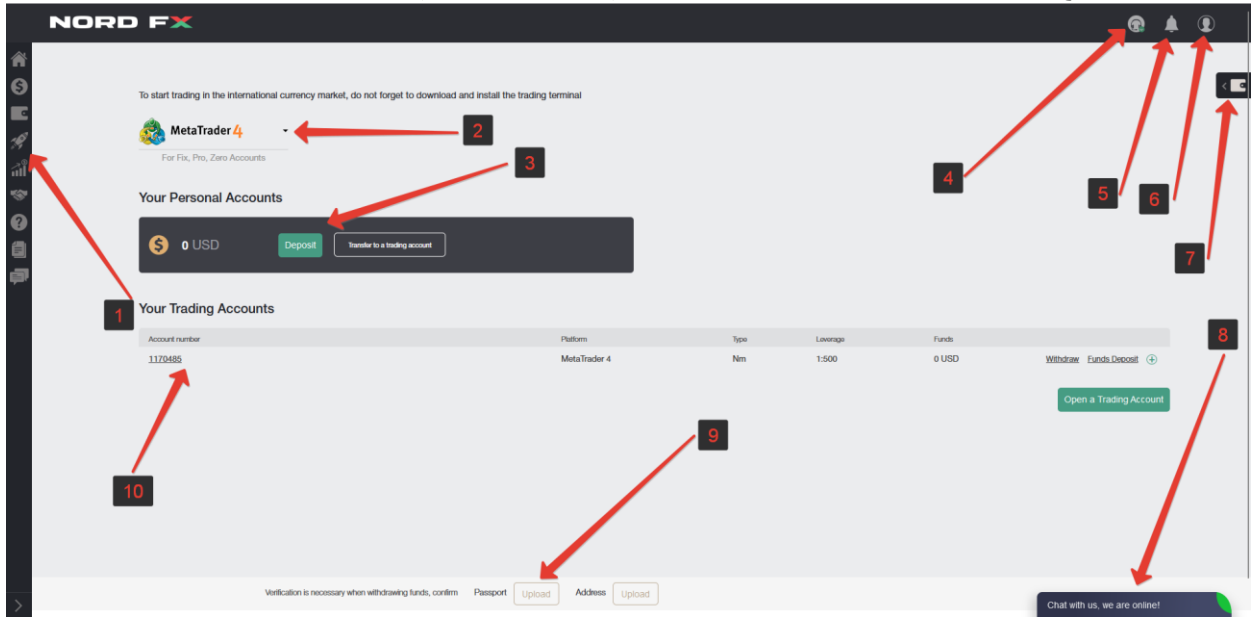 NORD FX
To start trading in the international currency market, do not forget to download and install the trading terminal
MetaTrader 4
2
For Fix, Pro, Zero Accounts
3
4
5
6
Your Personal Accounts
$ 0 USD Deposit Transfer to a trading account
7
1
Your Trading Accounts
8
Account number Platform Type Leverage Funds
1170485 MetaTrader 4 Nm 1:500 0 USD Withdraw Funds Deposit
Open a Trading Account
9
10
Verification is necessary when withdrawing funds, confirm Passport Upload Address Upload
Chat with us, we are online!